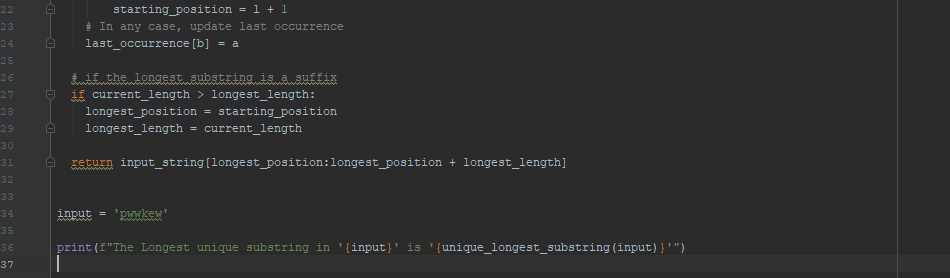 22 starting_position = l + 1
23 # In any case, update last occurrence
24 last_occurrence[b] = a
25
26 # if the longest substring is a suffix
27 if current_length > longest_length:
28 longest_position = starting_position
29 longest_length = current_length
30
31 return input_string[longest_position:longest_position + longest_length]
32
33
34 input = 'pwwkew'
35
36 print(f"The Longest unique substring in '{input}' is '{unique_longest_substring(input)}'")
37